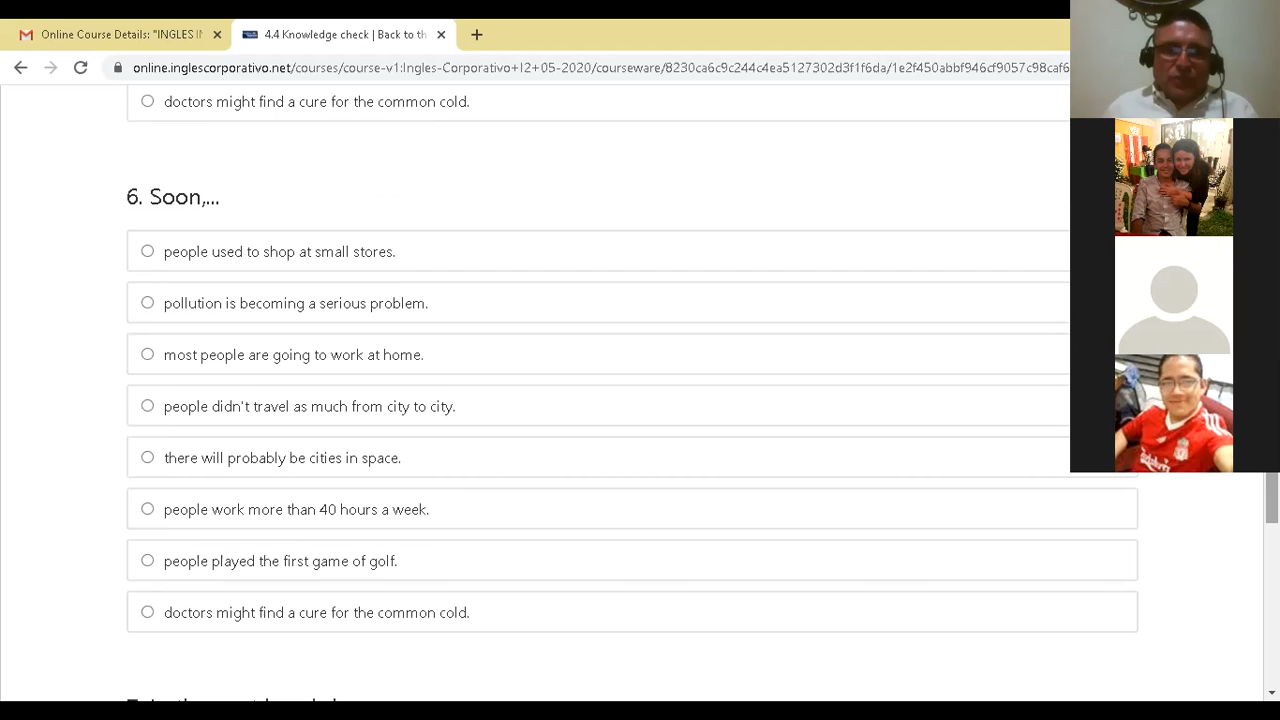 Online Course Details: "INGLES IN
4.4 Knowledge check | Back to th
online.inglescorporativo.net/courses/course-v1:Ingles-Corporativo+I2+05-2020/courseware/8230ca6c9c244c4ea5127302d3f1f6da/1e2f450abbf946cf9057c98caf6
doctors might find a cure for the common cold.
6. Soon,...
people used to shop at small stores.
pollution is becoming a serious problem.
most people are going to work at home.
people didn't travel as much from city to city.
there will probably be cities in space.
people work more than 40 hours a week.
people played the first game of golf.
doctors might find a cure for the common cold.